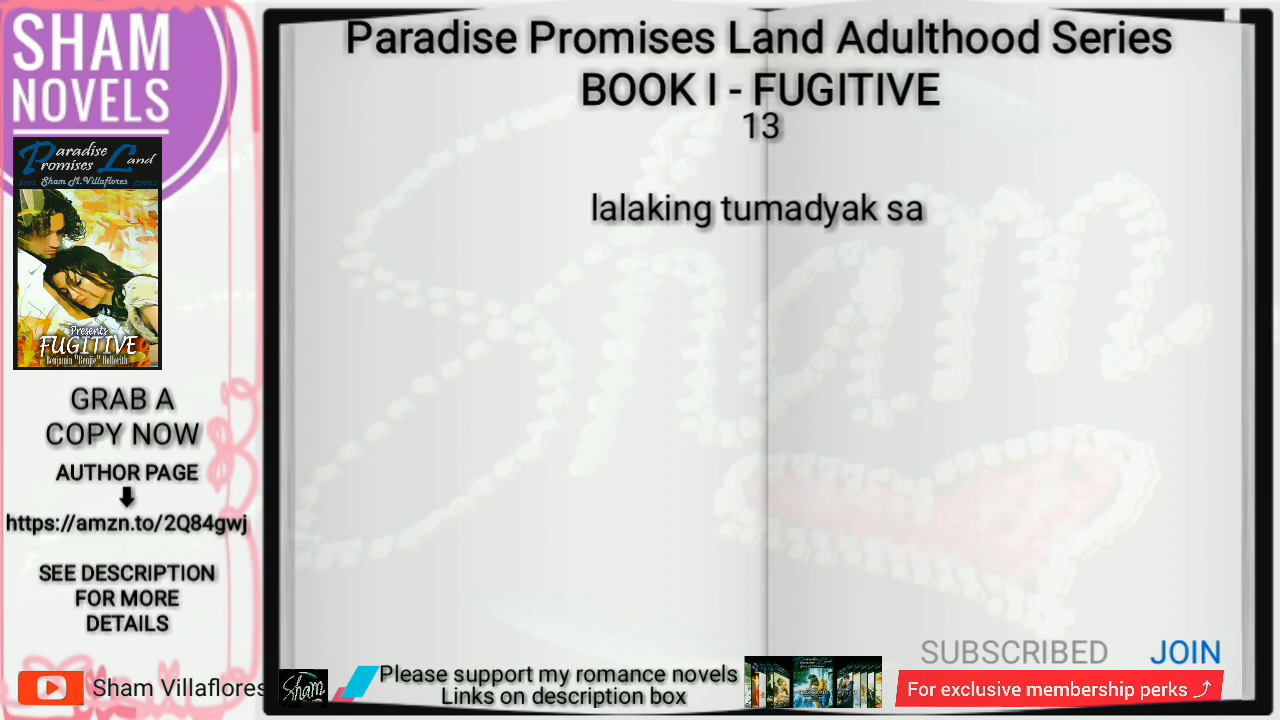 SHAM
NOVELS
Paradise
Promises Land
Sham M. Villaflores
Presents
FUGITIVE
GRAB A
COPY NOW
AUTHOR PAGE
https://amzn.to/2Q84gwj
SEE DESCRIPTION
FOR MORE
DETAILS
Sham Villaflores
Paradise Promises Land Adulthood Series
BOOK I - FUGITIVE
13
lalaking tumadyak sa
Sham
Sham
Please support my romance novels
Links on description box
SUBSCRIBED JOIN
For exclusive membership perks